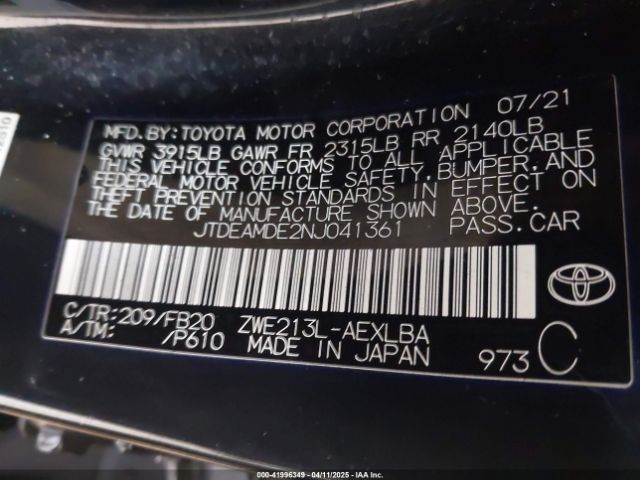 MFD.BY:TOYOTA MOTOR CORPORATION 07/21
GVWR 3915LB GAWR FR 2315LB RR 2140LB
THIS VEHICLE CONFORMS TO ALL APPLICABLE
FEDERAL MOTOR VEHICLE SAFETY,BUMPER,AND
THEFT PREVENTION STANDARDS IN EFFECT ON
THE DATE OF MANUFACTURE SHOWN ABOVE.
JTDEAMDE2NJ041361 PASS.CAR
C/TR:209/FB20 ZWE213L-AEXLBA
A/TM: /P610 MADE IN JAPAN 973 C
TOYOTA
000-41996349 - 04/11/2025 - IAAI.COM